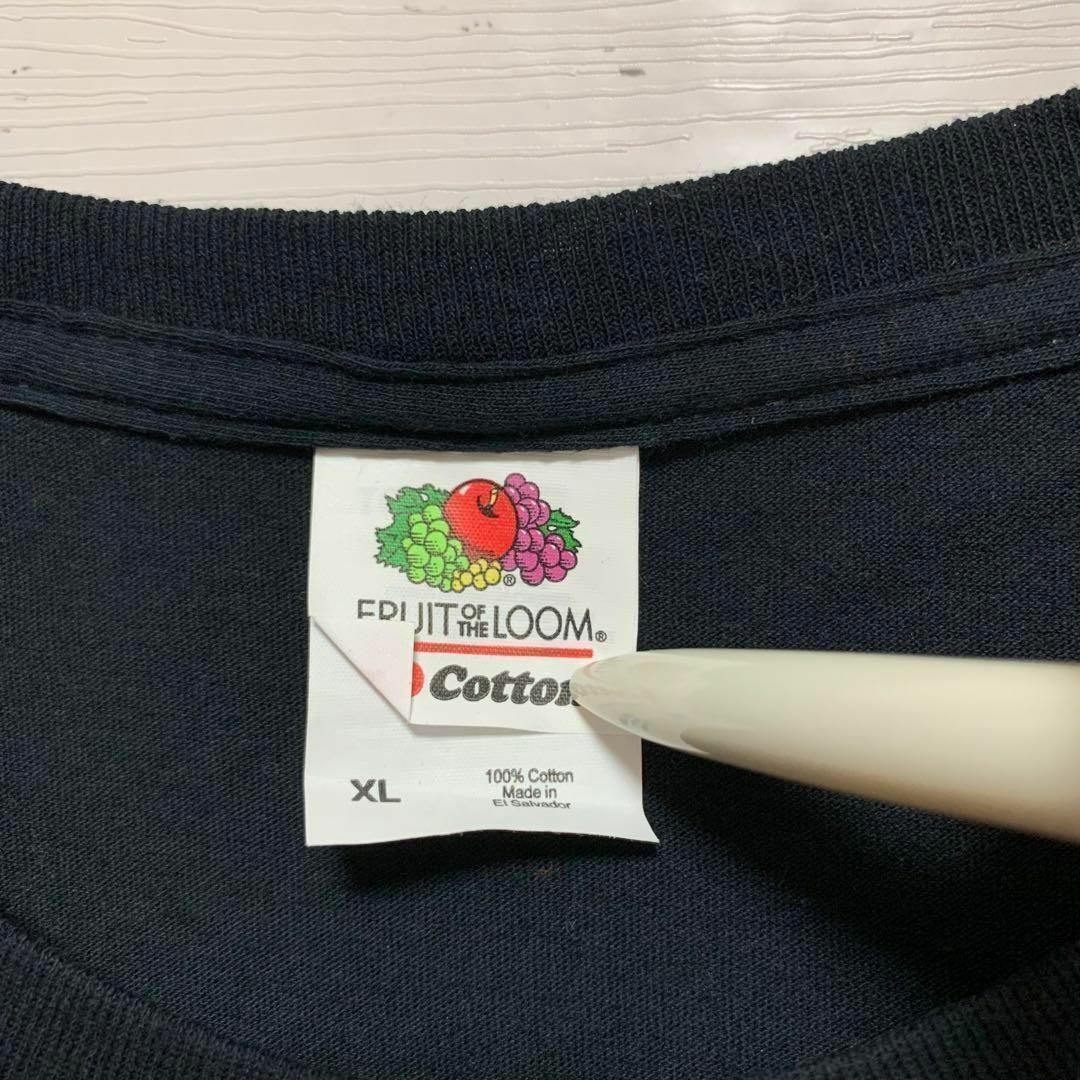 ®
FRUIT OF THE LOOM®
Cotton
XL
100% Cotton
Made in
El Salvador